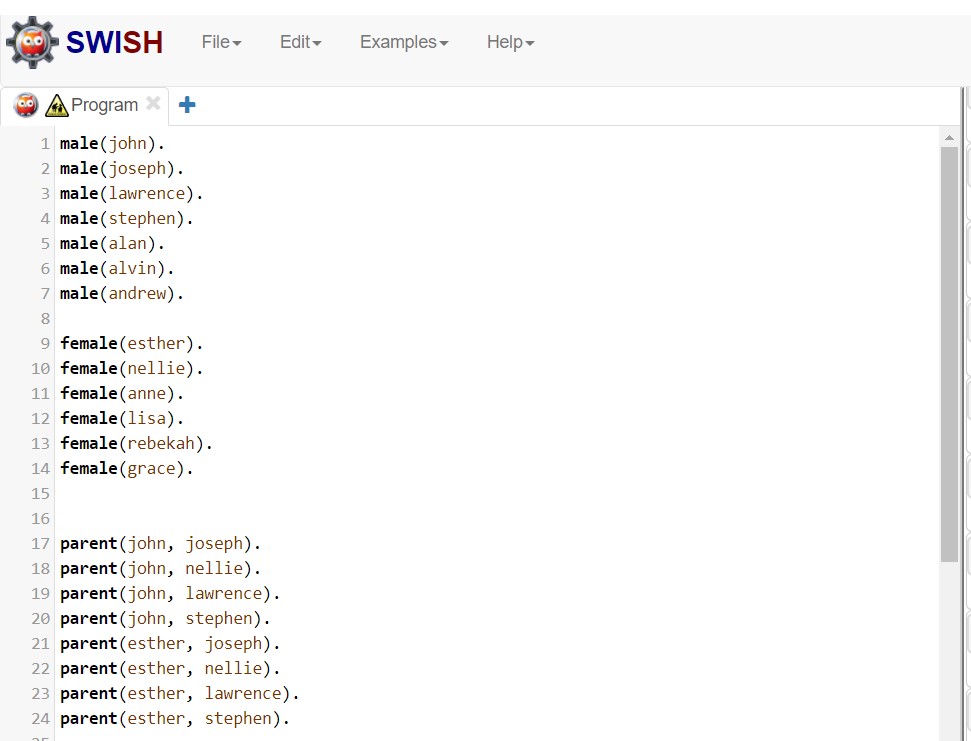 SWISH File Edit Examples Help
Program
1 male(john).
2 male(joseph).
3 male(lawrence).
4 male(stephen).
5 male(alan).
6 male(alvin).
7 male(andrew).
8
9 female(esther).
10 female(nellie).
11 female(anne).
12 female(lisa).
13 female(rebekah).
14 female(grace).
15
16
17 parent(john, joseph).
18 parent(john, nellie).
19 parent(john, lawrence).
20 parent(john, stephen).
21 parent(esther, joseph).
22 parent(esther, nellie).
23 parent(esther, lawrence).
24 parent(esther, stephen).